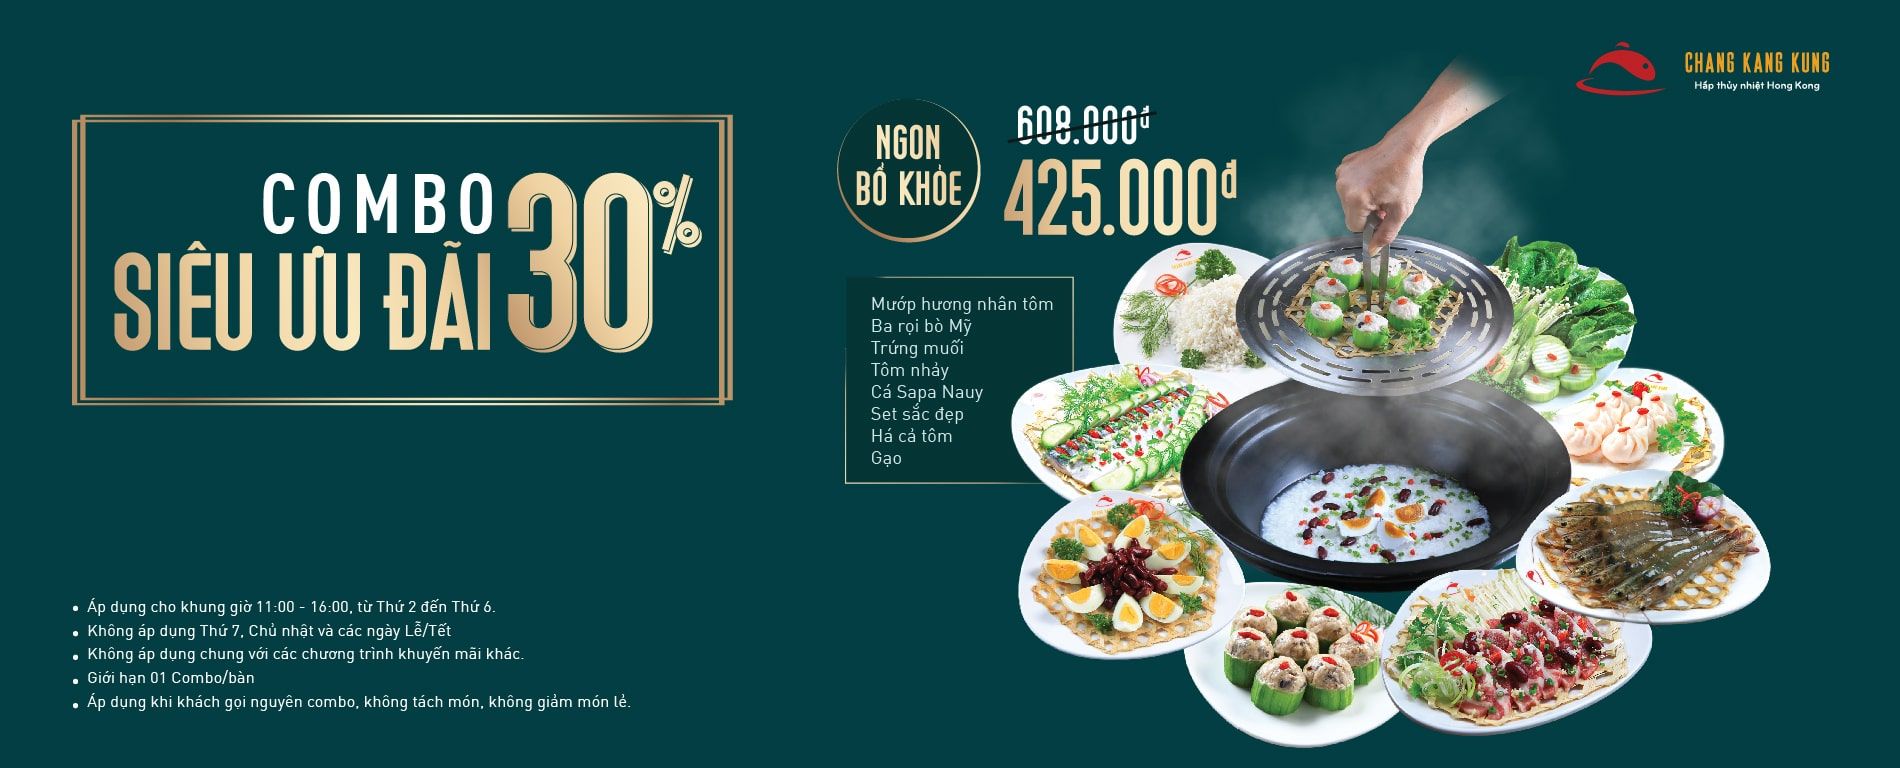 CHANG KANG KUNG
Hấp thủy nhiệt Hong Kong
COMBO
SIÊU ƯU ĐÃI 30%
NGON
BỔ KHỎE
608.000đ
425.000đ
Mướp hương nhân tôm
Ba rọi bò Mỹ
Trứng muối
Tôm nhảy
Cá Sapa Nauy
Set sắc đẹp
Há cả tôm
Gạo
• Áp dụng cho khung giờ 11:00 - 16:00, từ Thứ 2 đến Thứ 6.
• Không áp dụng Thứ 7, Chủ nhật và các ngày Lễ/Tết
• Không áp dụng chung với các chương trình khuyến mãi khác.
• Giới hạn 01 Combo/bàn
• Áp dụng khi khách gọi nguyên combo, không tách món, không giảm món lẻ.